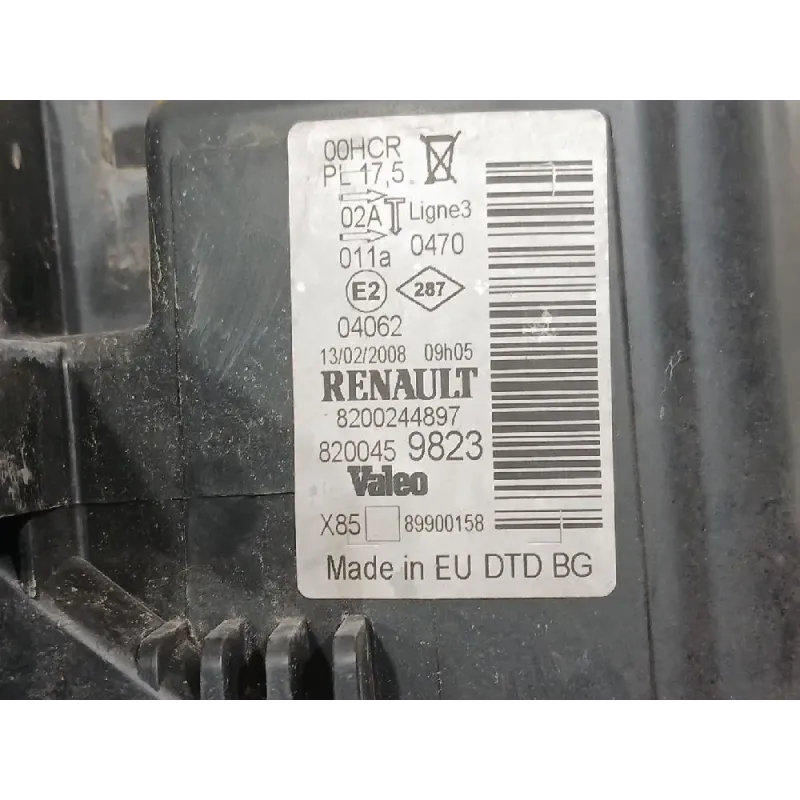 00HCR
PL 17,5
02A Ligne3
011a 0470
E2 287
04062
13/02/2008 09h05
RENAULT
8200244897
820045 9823
Valeo
X85 89900158
Made in EU DTD BG